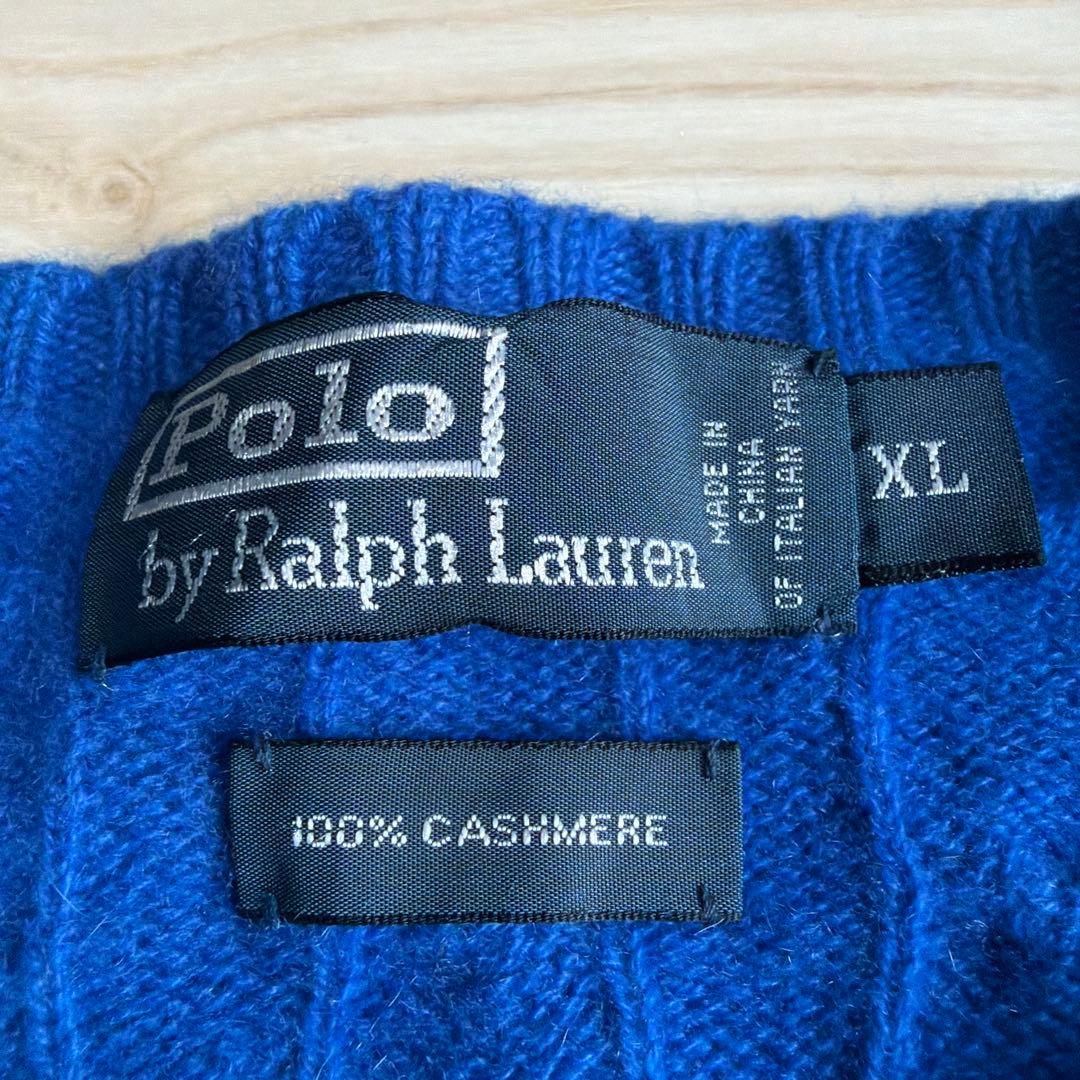 Polo
by Ralph Lauren
MADE IN
CHINA
OF ITALIAN YARN
XL
100% CASHMERE